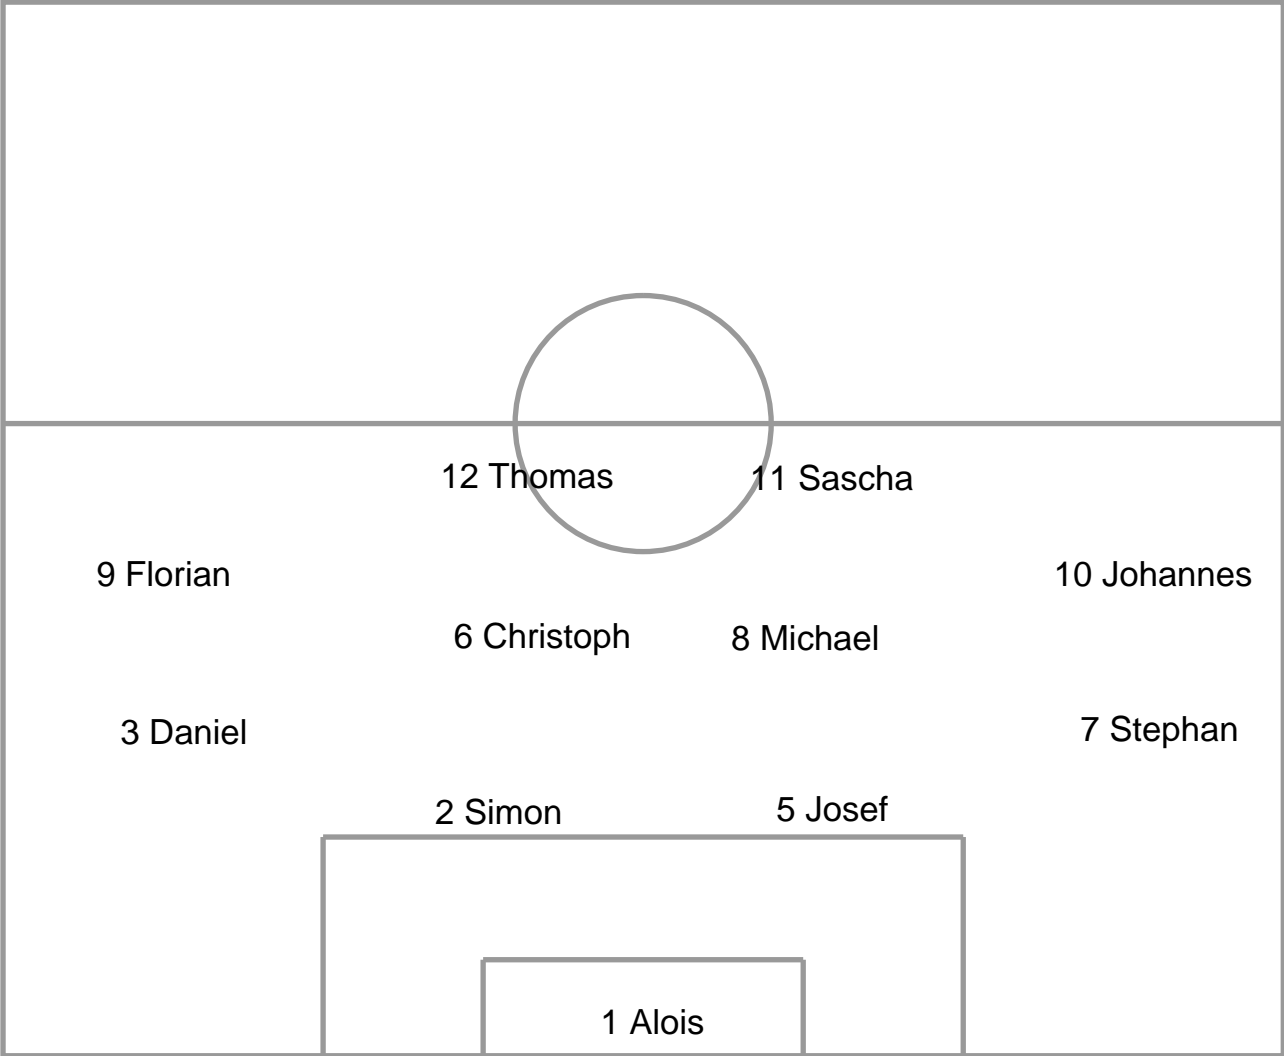 12 Thomas
11 Sascha
9 Florian
10 Johannes
6 Christoph
8 Michael
3 Daniel
7 Stephan
2 Simon
5 Josef
1 Alois